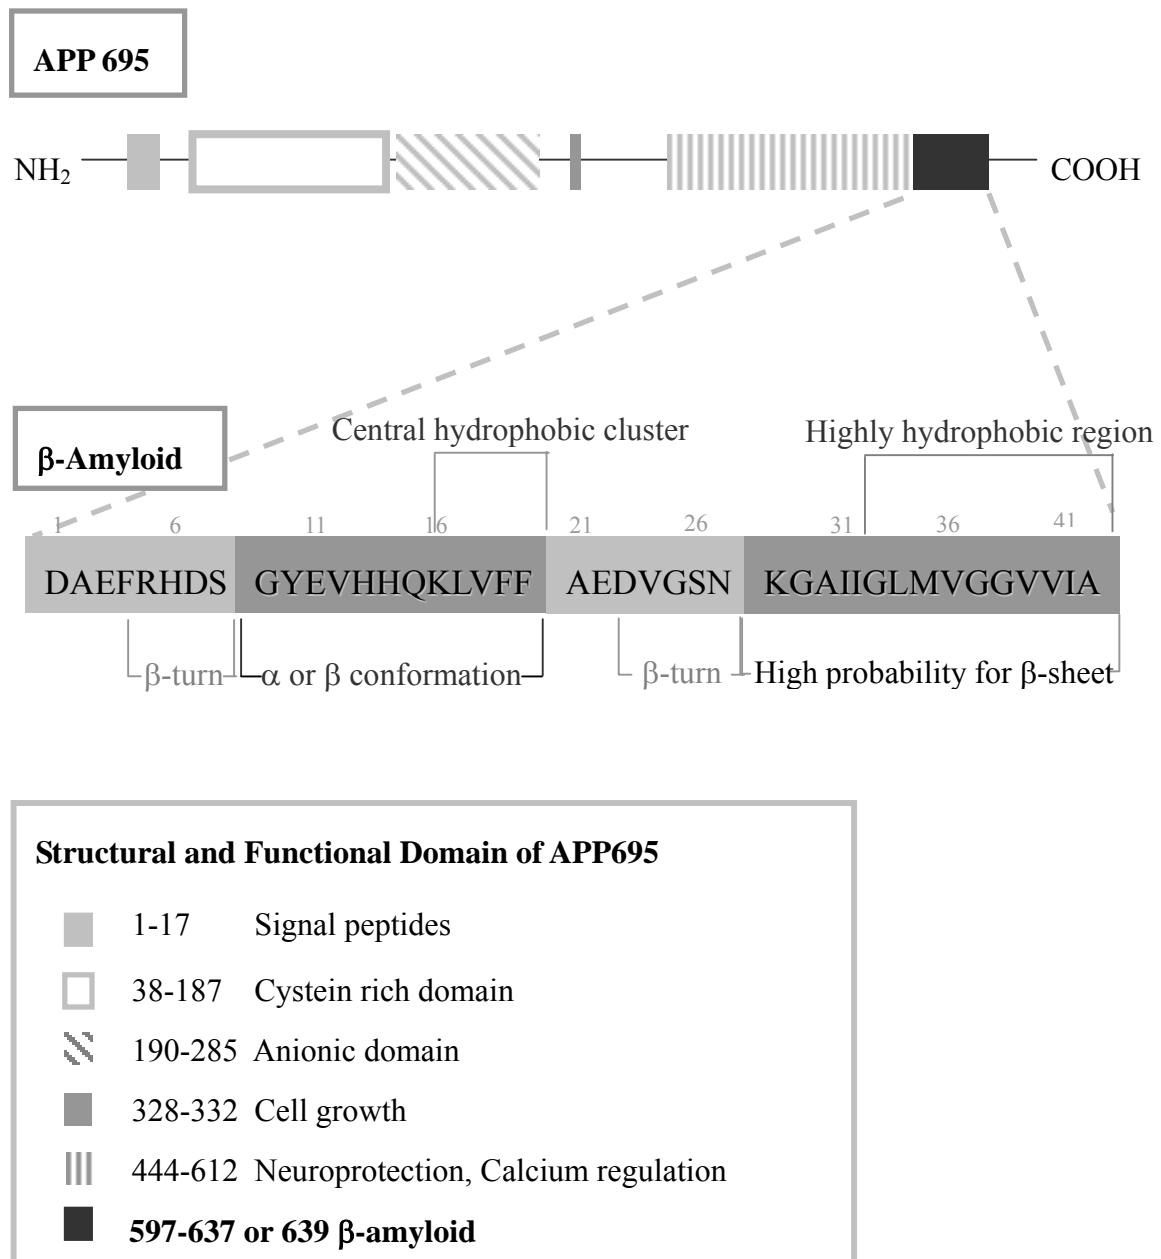 APP 695
NH2 COOH
Central hydrophobic cluster Highly hydrophobic region
β-Amyloid
1 6 11 16 21 26 31 36 41
DAEFRHDS GYEVHHQKLVFF AEDVGSN KGAIIGLMVGGVVIA
β-turn α or β conformation β-turn High probability for β-sheet
Structural and Functional Domain of APP695
1-17 Signal peptides
38-187 Cystein rich domain
190-285 Anionic domain
328-332 Cell growth
444-612 Neuroprotection, Calcium regulation
597-637 or 639 β-amyloid